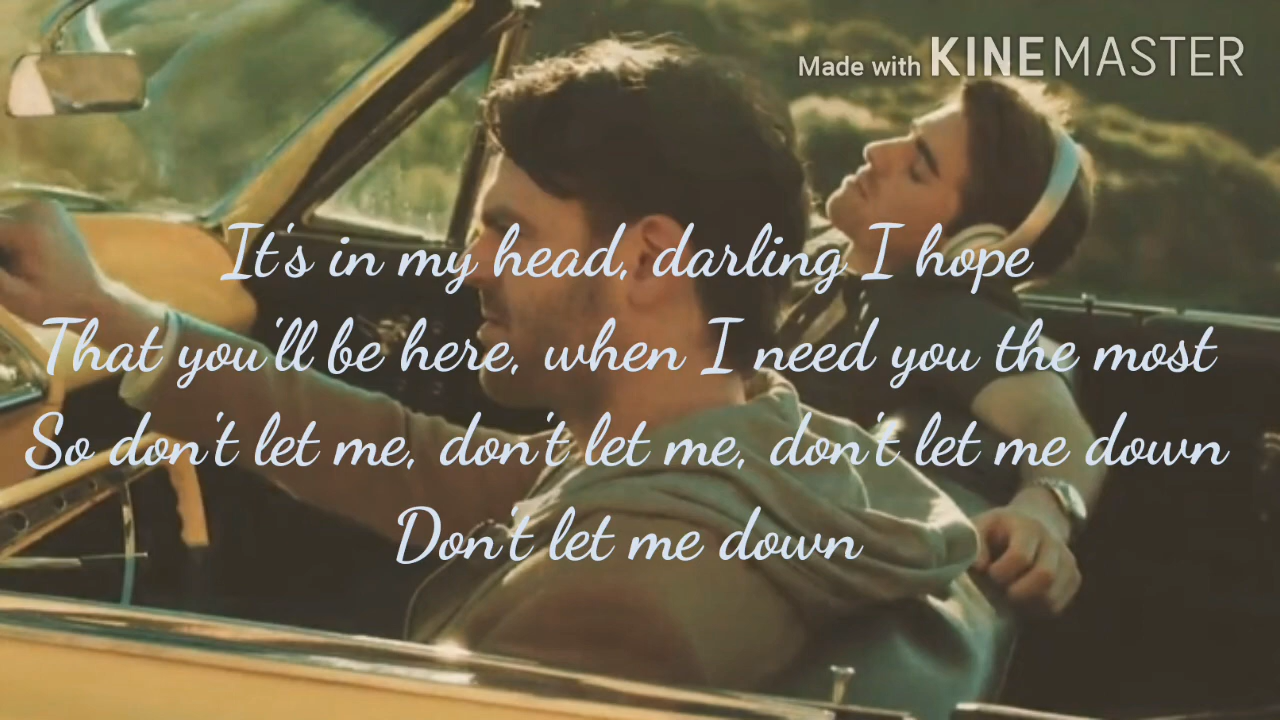 Made with KINEMASTER
It's in my head, darling I hope
That you'll be here, when I need you the most
So don't let me, don't let me, don't let me down
Don't let me down